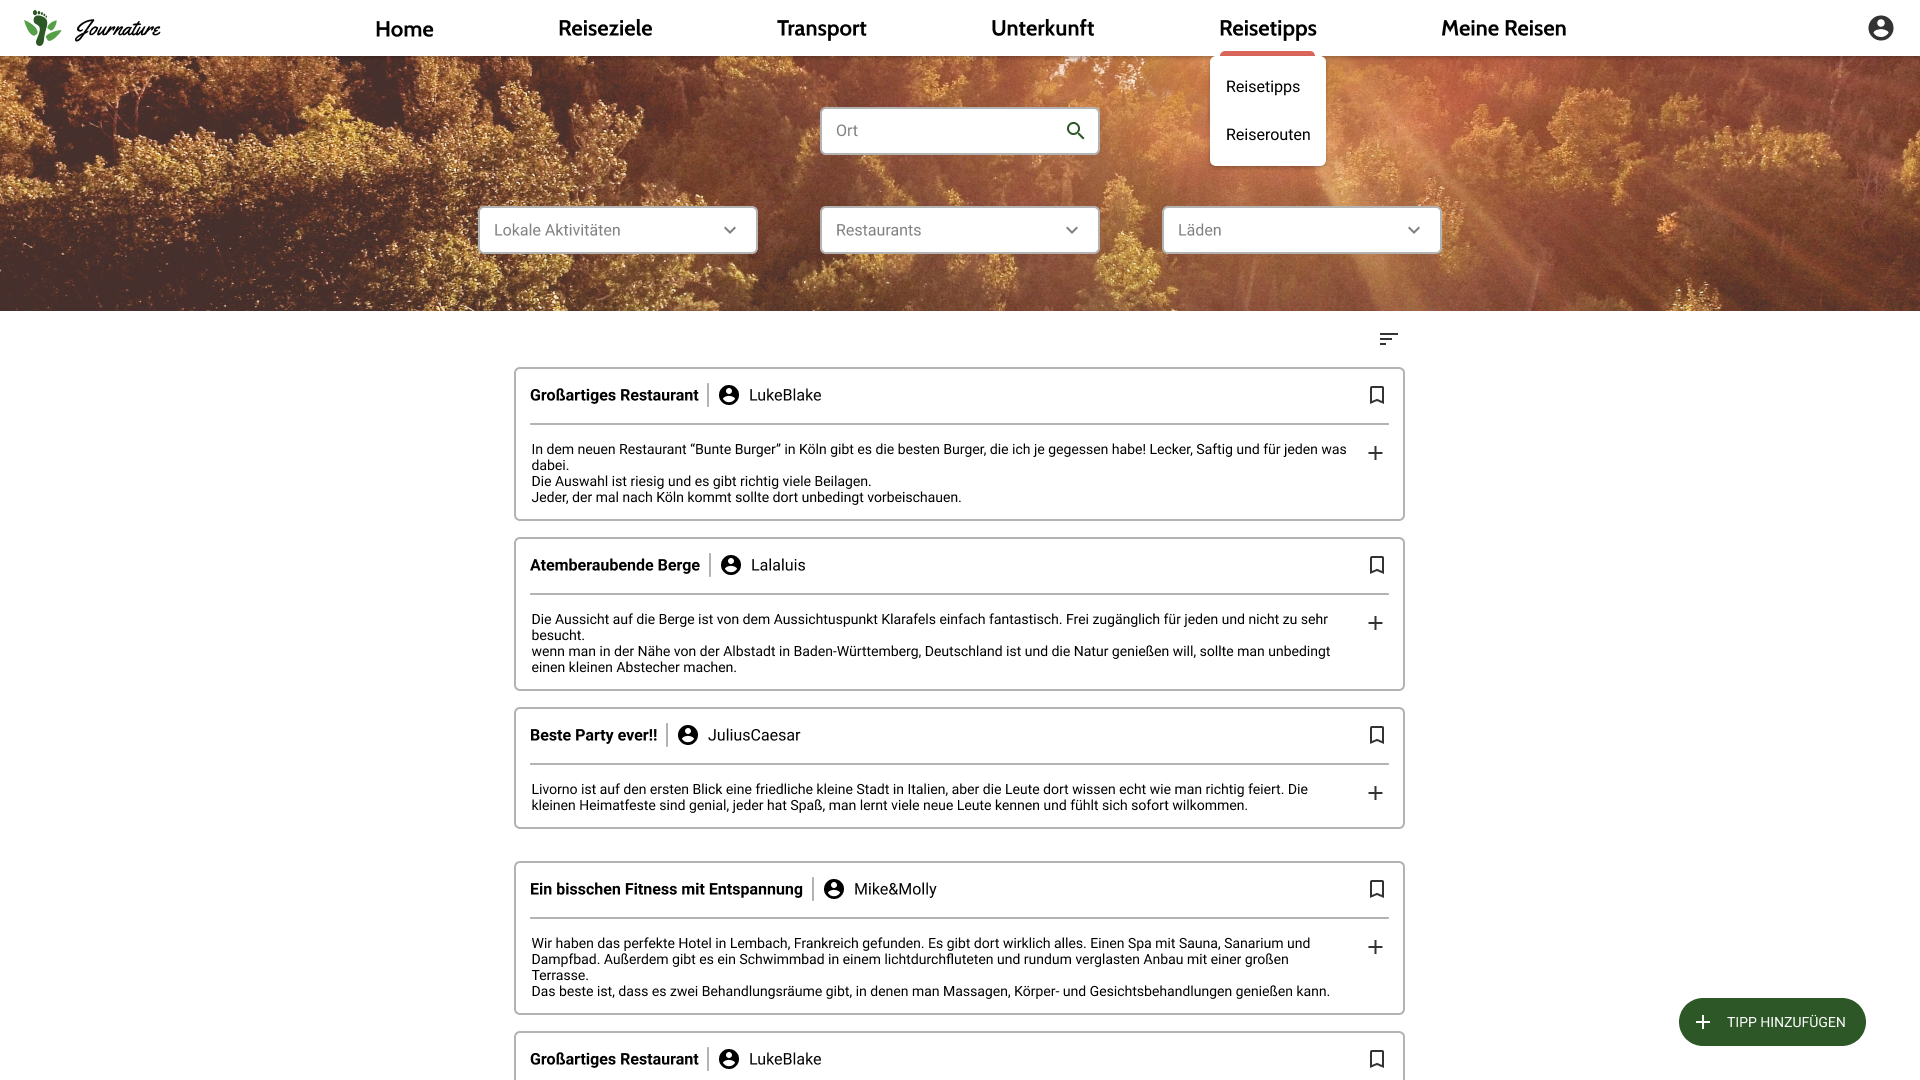 Journature
Home
Reiseziele
Transport
Unterkunft
Reisetipps
Meine Reisen
Reisetipps
Reiserouten
Ort
Lokale Aktivitäten
Restaurants
Läden
Großartiges Restaurant
LukeBlake
In dem neuen Restaurant “Bunte Burger” in Köln gibt es die besten Burger, die ich je gegessen habe! Lecker, Saftig und für jeden was
dabei.
Die Auswahl ist riesig und es gibt richtig viele Beilagen.
Jeder, der mal nach Köln kommt sollte dort unbedingt vorbeischauen.
Atemberaubende Berge
Lalaluis
Die Aussicht auf die Berge ist von dem Aussichtuspunkt Klarafels einfach fantastisch. Frei zugänglich für jeden und nicht zu sehr
besucht.
wenn man in der Nähe von der Albstadt in Baden-Württemberg, Deutschland ist und die Natur genießen will, sollte man unbedingt
einen kleinen Abstecher machen.
Beste Party ever!!
JuliusCaesar
Livorno ist auf den ersten Blick eine friedliche kleine Stadt in Italien, aber die Leute dort wissen echt wie man richtig feiert. Die
kleinen Heimatfeste sind genial, jeder hat Spaß, man lernt viele neue Leute kennen und fühlt sich sofort wilkommen.
Ein bisschen Fitness mit Entspannung
Mike&Molly
Wir haben das perfekte Hotel in Lembach, Frankreich gefunden. Es gibt dort wirklich alles. Einen Spa mit Sauna, Sanarium und
Dampfbad. Außerdem gibt es ein Schwimmbad in einem lichtdurchfluteten und rundum verglasten Anbau mit einer großen
Terrasse.
Das beste ist, dass es zwei Behandlungsräume gibt, in denen man Massagen, Körper- und Gesichtsbehandlungen genießen kann.
TIPP HINZUFÜGEN
Großartiges Restaurant
LukeBlake